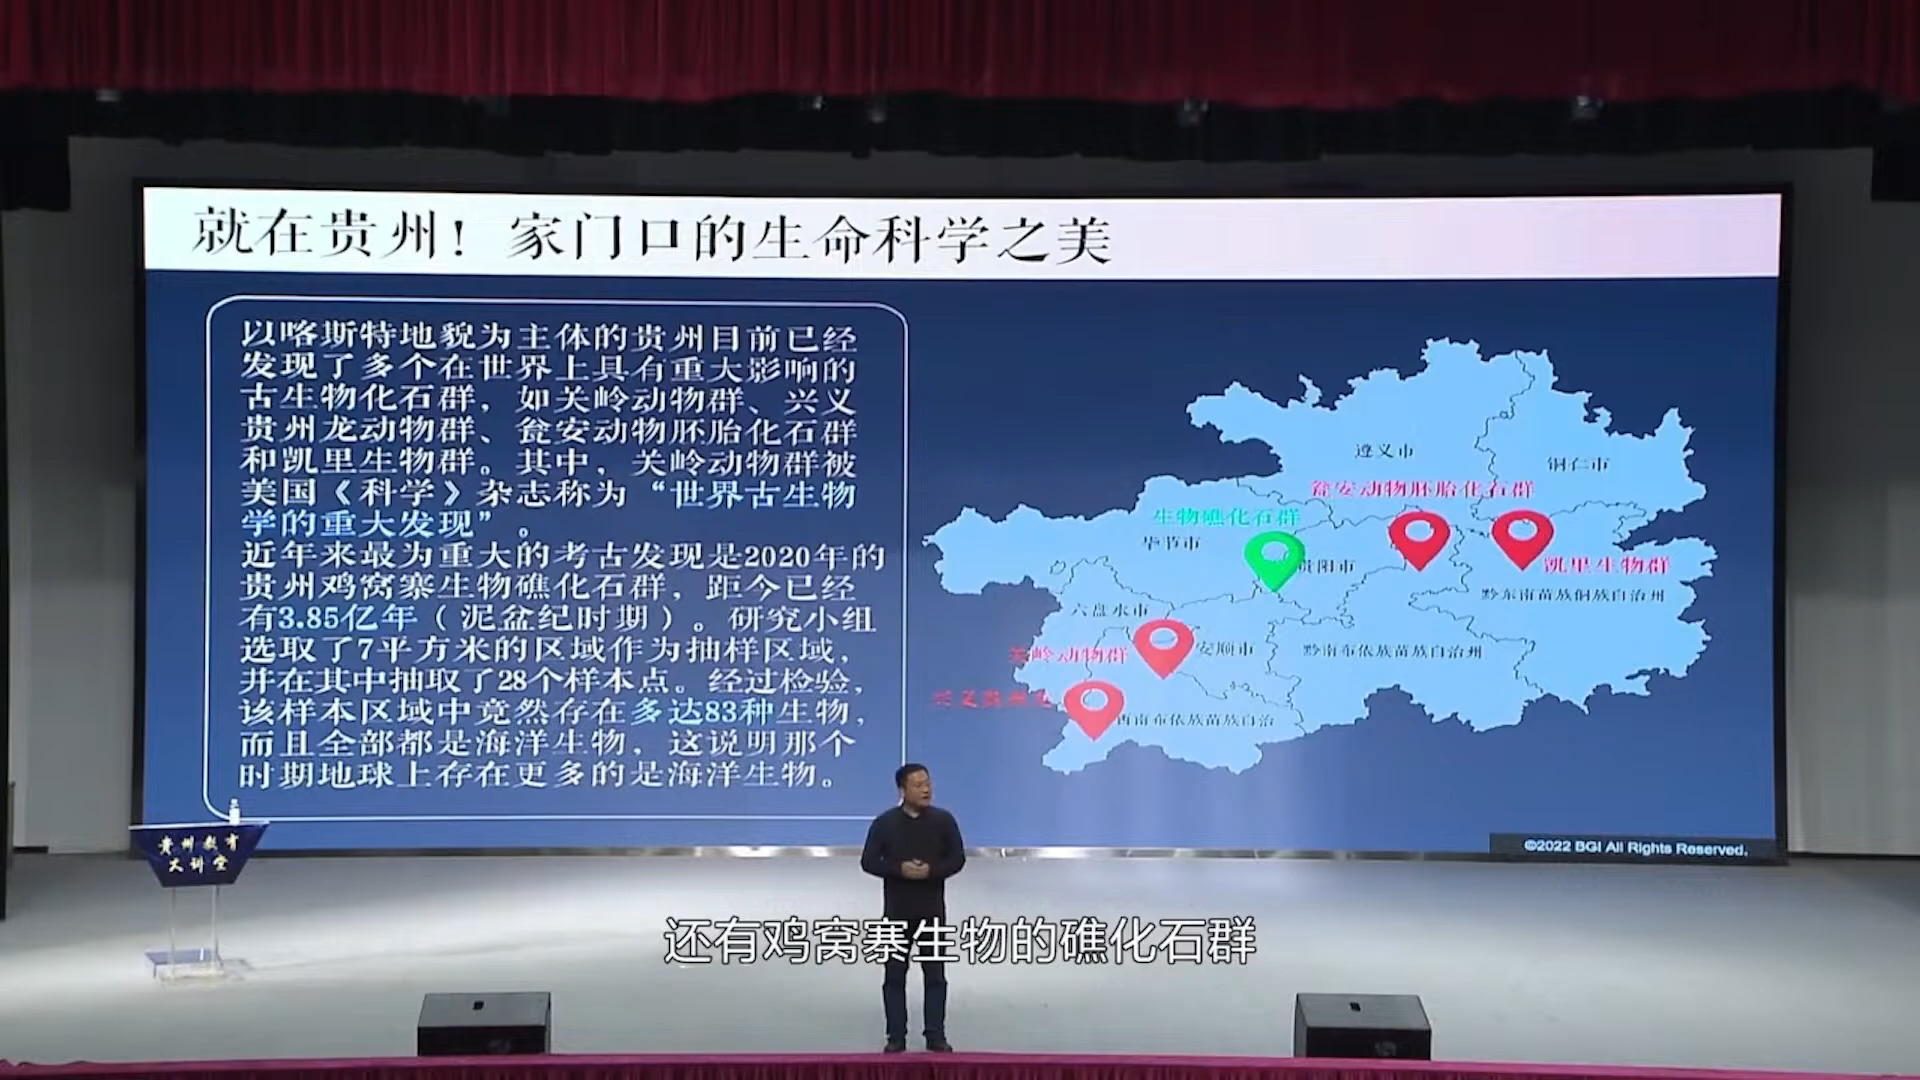 就在贵州！家门口的生命科学之美
以喀斯特地貌为主体的贵州目前已经
发现了多个在世界上具有重大影响的
古生物化石群，如关岭动物群、兴义
贵州龙动物群、瓮安动物胚胎化石群
和凯里生物群。其中，关岭动物群被
美国《科学》杂志称为“世界古生物
学的重大发现”。
近年来最为重大的考古发现是2020年的
贵州鸡窝寨生物礁化石群，距今已经
有3.85亿年（泥盆纪时期）。研究小组
选取了7平方米的区域作为抽样区域，
并在其中抽取了28个样本点。经过检验，
该样本区域中竟然存在多达83种生物，
而且全部都是海洋生物，这说明那个
时期地球上存在更多的是海洋生物。
遵义市
铜仁市
瓮安动物胚胎化石群
生物礁化石群
毕节市
贵阳市
凯里生物群
黔东南苗族侗族自治州
六盘水市
关岭动物群
安顺市
黔南布依族苗族自治州
西南布依族苗族自治
©2022 BGI All Rights Reserved.
贵州教育
大讲堂
还有鸡窝寨生物的礁化石群